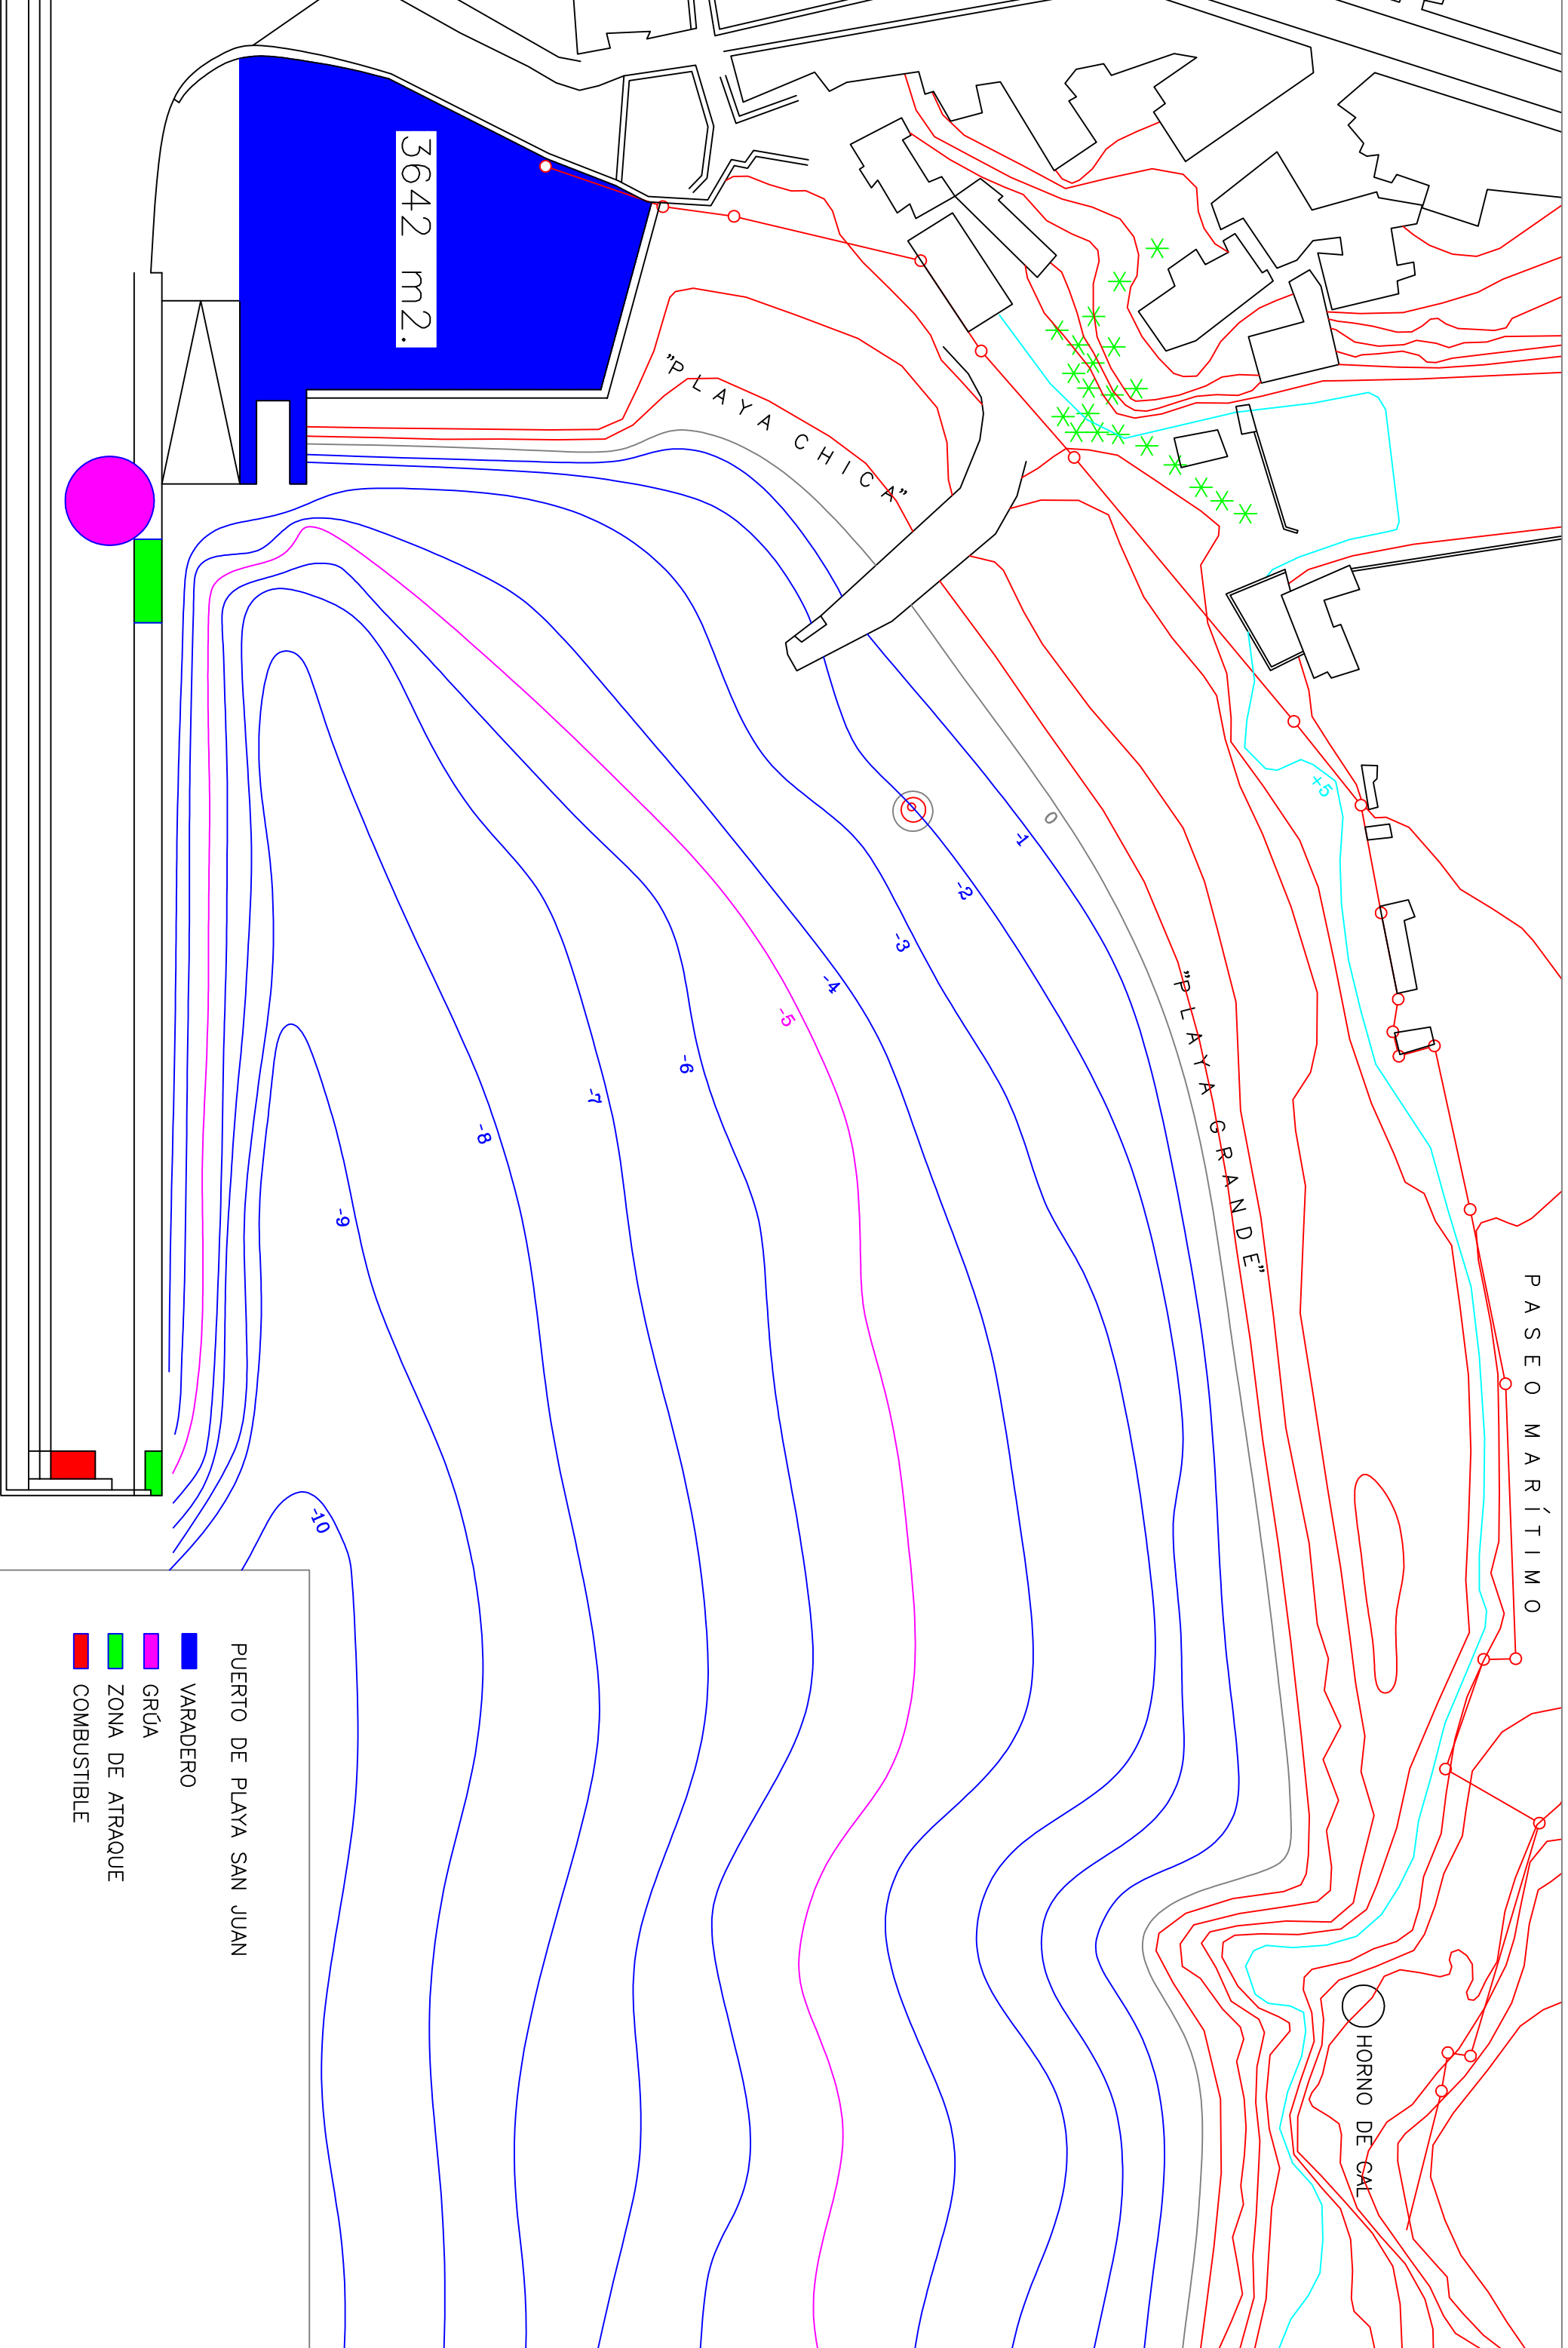 3642 m2.
"PLAYA CHICA"
"PLAYA GRANDE"
PASEO MARÍTIMO
HORNO DE CAL
+5
0
-1
-2
-3
-4
-5
-6
-7
-8
-9
-10
PUERTO DE PLAYA SAN JUAN
VARADERO
GRÚA
ZONA DE ATRAQUE
COMBUSTIBLE